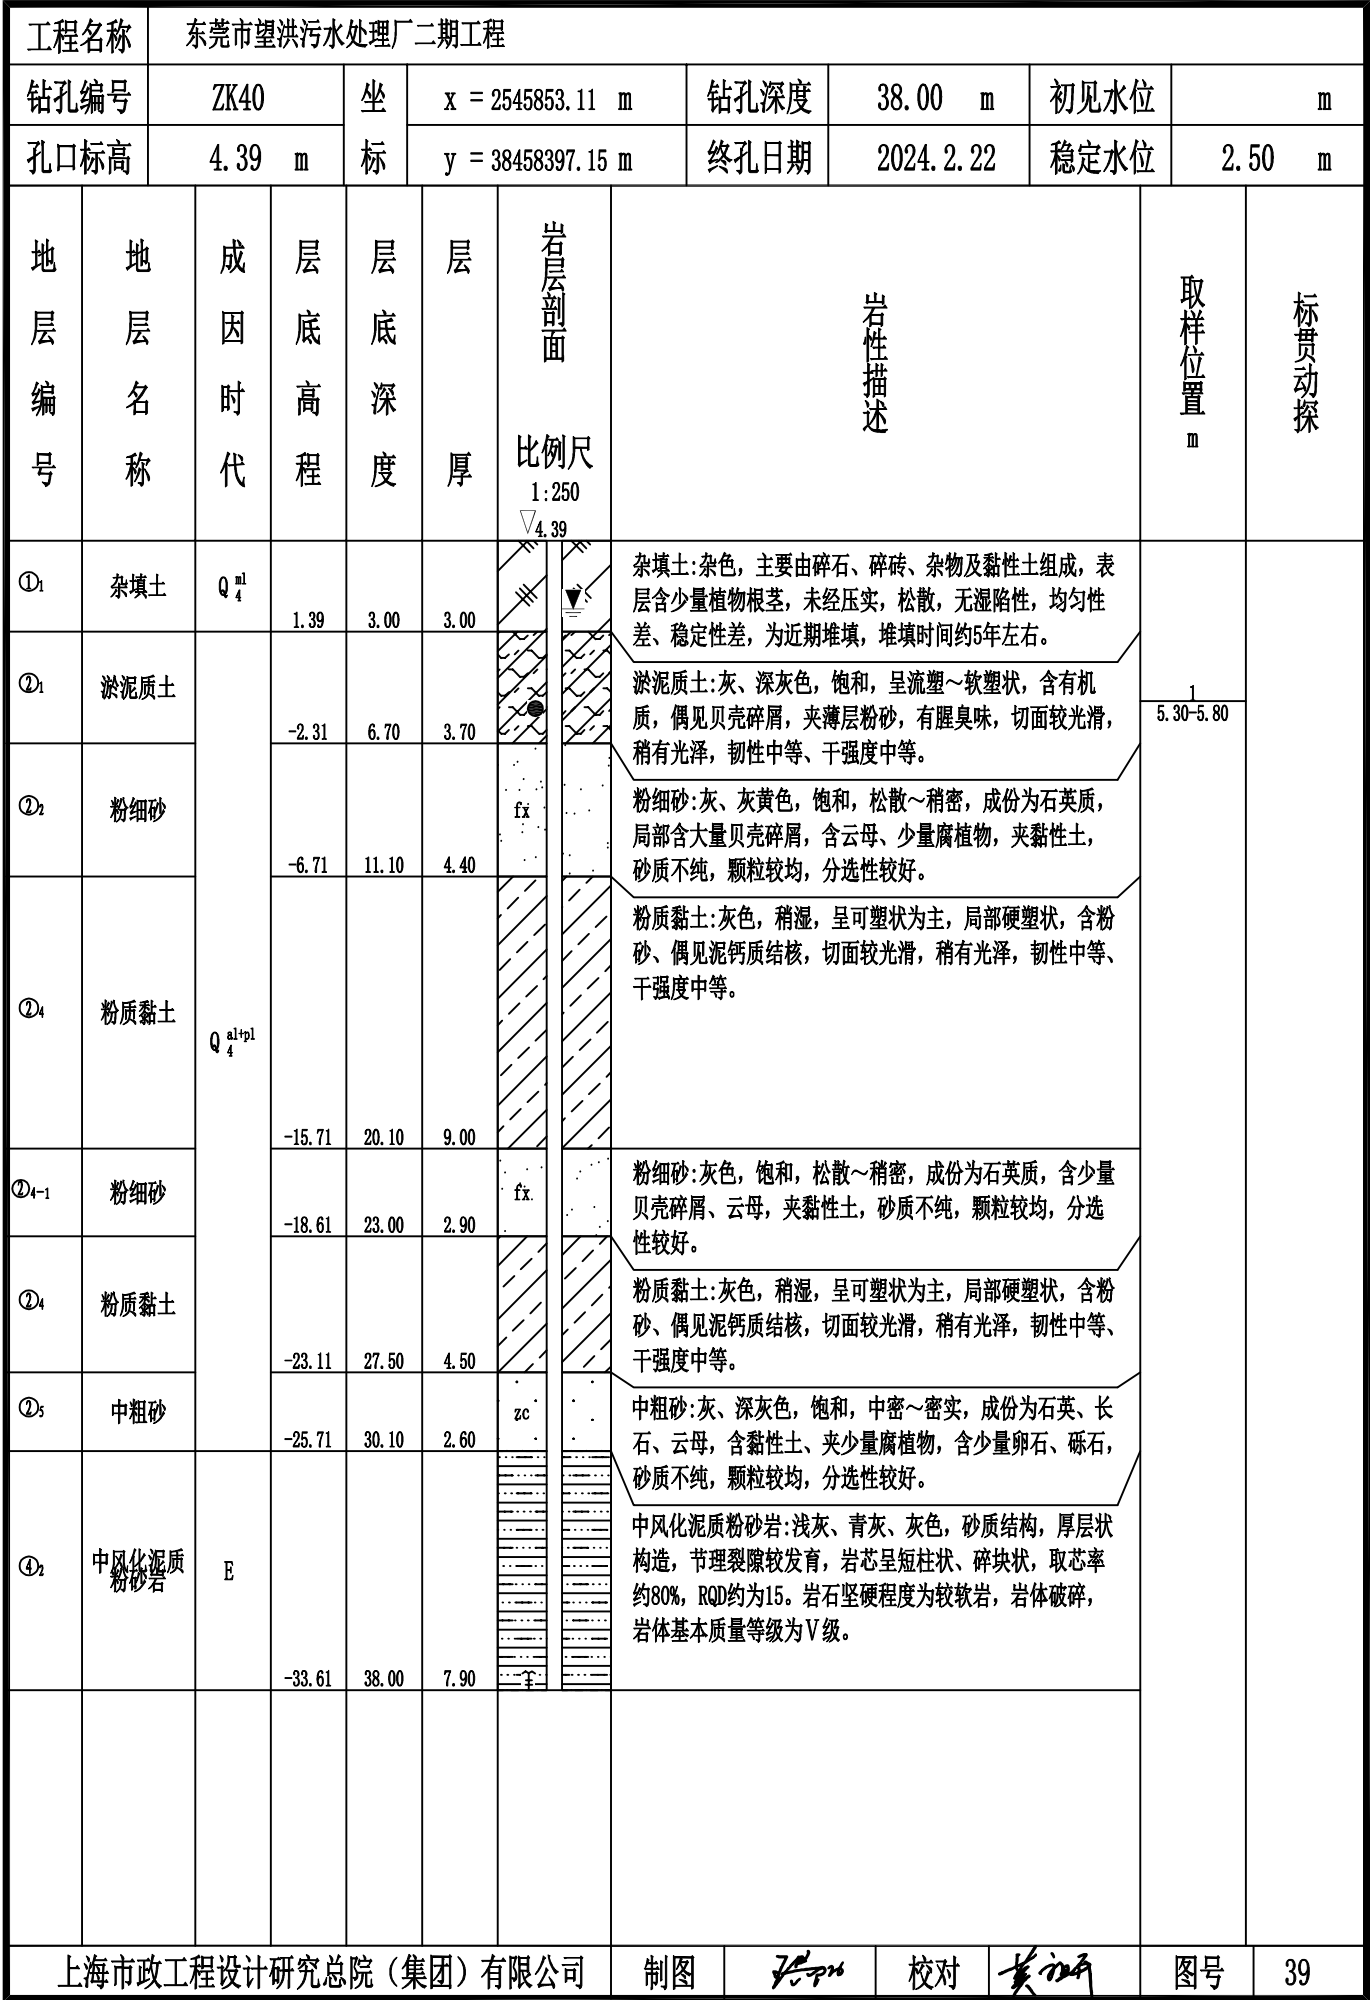 工程名称 东莞市望洪污水处理厂二期工程
钻孔编号 ZK40 坐标 x = 2545853.11 m 钻孔深度 38.00 m 初见水位 m
孔口标高 4.39 m y = 38458397.15 m 终孔日期 2024.2.22 稳定水位 2.50 m
地层编号 地层名称 成因时代 层底高程 层底深度 层厚 岩层剖面 比例尺 1:250 岩性描述 取样位置 m 标贯动探
4.39
①1 杂填土 Q4ml 1.39 3.00 3.00
杂填土:杂色，主要由碎石、碎砖、杂物及黏性土组成，表
层含少量植物根茎，未经压实，松散，无湿陷性，均匀性
差、稳定性差，为近期堆填，堆填时间约5年左右。
②1 淤泥质土 -2.31 6.70 3.70
淤泥质土:灰、深灰色，饱和，呈流塑～软塑状，含有机
质，偶见贝壳碎屑，夹薄层粉砂，有腥臭味，切面较光滑，
稍有光泽，韧性中等、干强度中等。
1
5.30-5.80
②2 粉细砂 -6.71 11.10 4.40 fx
粉细砂:灰、灰黄色，饱和，松散～稍密，成份为石英质，
局部含大量贝壳碎屑，含云母、少量腐植物，夹黏性土，
砂质不纯，颗粒较均，分选性较好。
②4 粉质黏土 Q4al+pl -15.71 20.10 9.00
粉质黏土:灰色，稍湿，呈可塑状为主，局部硬塑状，含粉
砂、偶见泥钙质结核，切面较光滑，稍有光泽，韧性中等、
干强度中等。
②4-1 粉细砂 -18.61 23.00 2.90 fx
粉细砂:灰色，饱和，松散～稍密，成份为石英质，含少量
贝壳碎屑、云母，夹黏性土，砂质不纯，颗粒较均，分选
性较好。
②4 粉质黏土 -23.11 27.50 4.50
粉质黏土:灰色，稍湿，呈可塑状为主，局部硬塑状，含粉
砂、偶见泥钙质结核，切面较光滑，稍有光泽，韧性中等、
干强度中等。
②5 中粗砂 -25.71 30.10 2.60 zc
中粗砂:灰、深灰色，饱和，中密～密实，成份为石英、长
石、云母，含黏性土、夹少量腐植物，含少量卵石、砾石，
砂质不纯，颗粒较均，分选性较好。
④2 中风化泥质粉砂岩 E -33.61 38.00 7.90
中风化泥质粉砂岩:浅灰、青灰、灰色，砂质结构，厚层状
构造，节理裂隙较发育，岩芯呈短柱状、碎块状，取芯率
约80%，RQD约为15。岩石坚硬程度为较软岩，岩体破碎，
岩体基本质量等级为Ⅴ级。
上海市政工程设计研究总院（集团）有限公司 制图 校对 图号 39